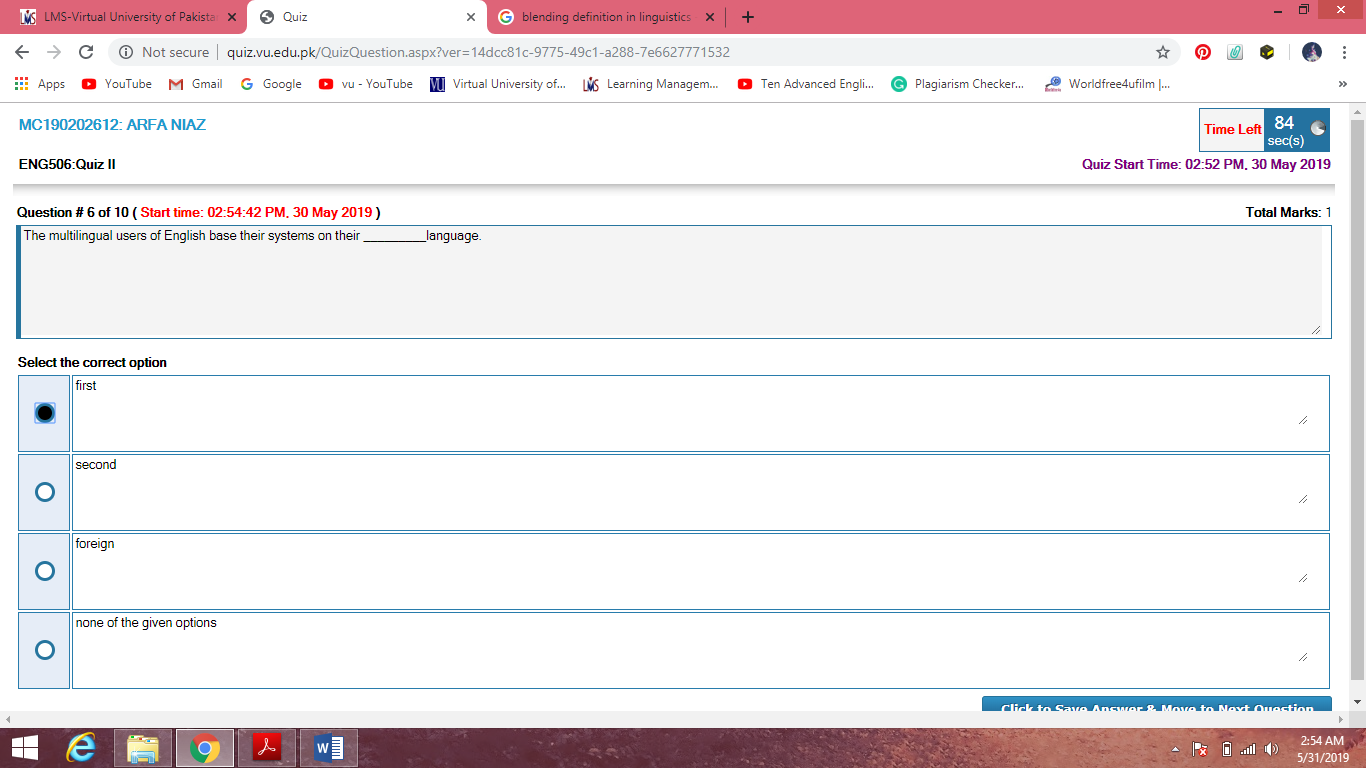 LMS-Virtual University of Pakista
Quiz
blending definition in linguistics
Not secure | quiz.vu.edu.pk/QuizQuestion.aspx?ver=14dcc81c-9775-49c1-a288-7e6627771532
Apps YouTube Gmail Google vu - YouTube Virtual University of... Learning Managem... Ten Advanced Engli... Plagiarism Checker... Worldfree4ufilm |... »
MC190202612: ARFA NIAZ
Time Left 84 sec(s)
ENG506:Quiz II
Quiz Start Time: 02:52 PM, 30 May 2019
Question # 6 of 10 ( Start time: 02:54:42 PM, 30 May 2019 )
Total Marks: 1
The multilingual users of English base their systems on their _________language.
Select the correct option
first
second
foreign
none of the given options
Click to Save Answer & Move to Next Question
2:54 AM
5/31/2019